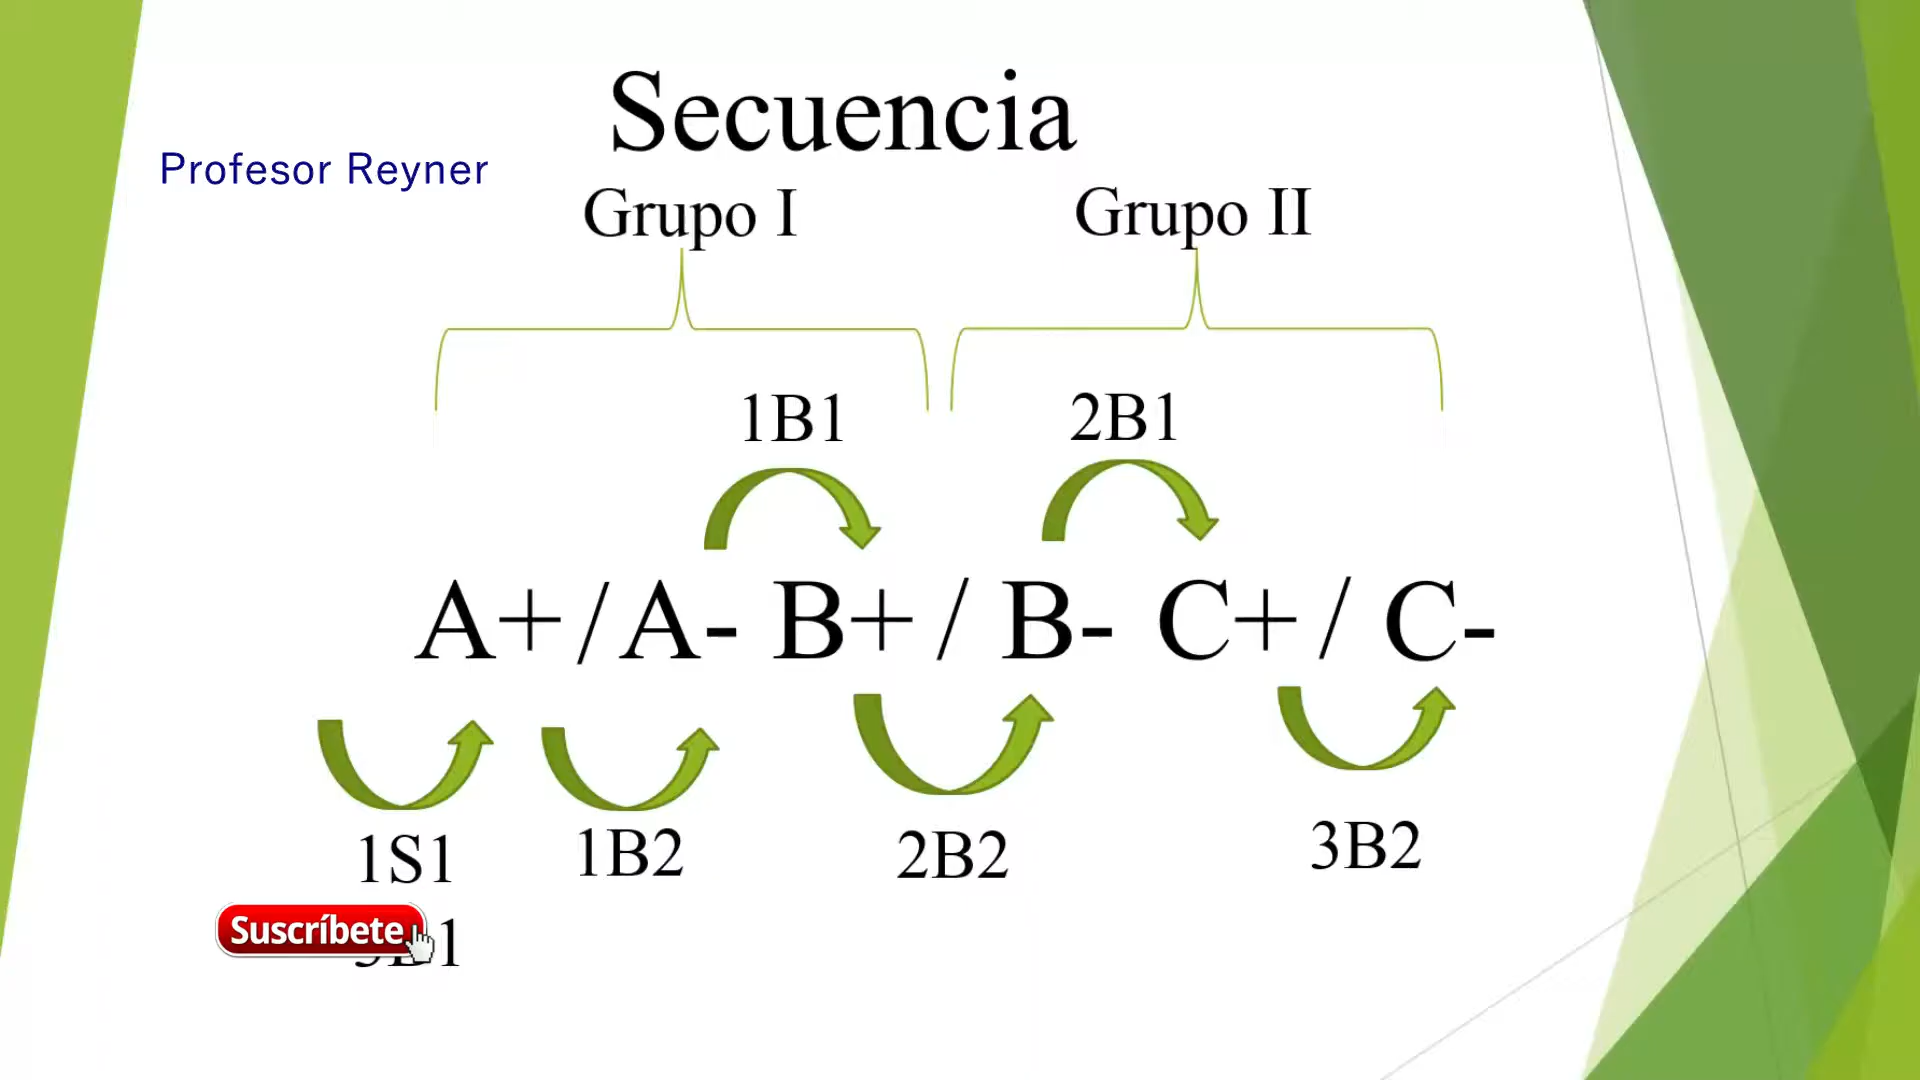 Secuencia
Profesor Reyner
Grupo I
Grupo II
1B1
2B1
A+/A- B+/ B- C+/ C-
1S1
1B2
2B2
3B2
Suscríbete